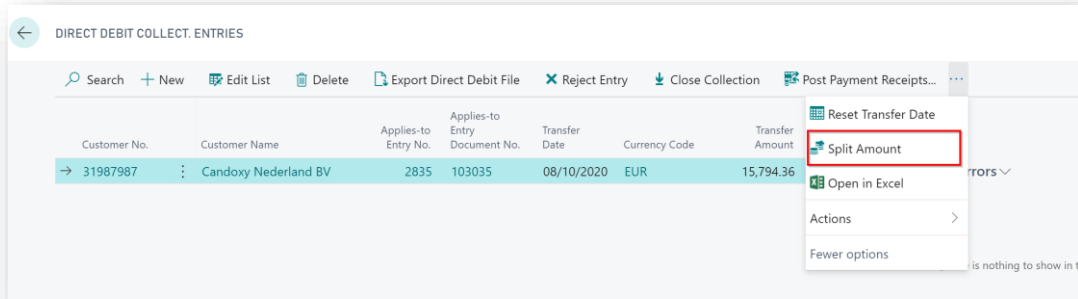 DIRECT DEBIT COLLECT. ENTRIES
Search New Edit List Delete Export Direct Debit File Reject Entry Close Collection Post Payment Receipts... ...
Reset Transfer Date
Split Amount
Open in Excel
Actions
Fewer options
Customer No. Customer Name Applies-to Entry No. Applies-to Entry Document No. Transfer Date Currency Code Transfer Amount
31987987 Candoxy Nederland BV 2835 103035 08/10/2020 EUR 15,794.36
rrors
is nothing to show in t